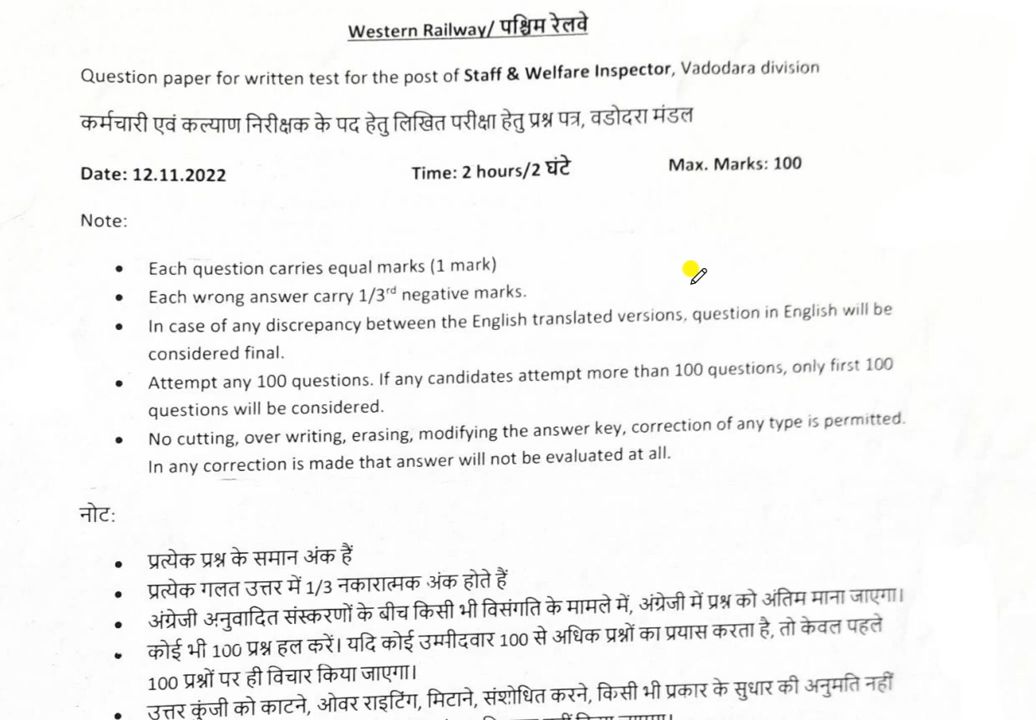 Western Railway/ पश्चिम रेलवे
Question paper for written test for the post of Staff & Welfare Inspector, Vadodara division
कर्मचारी एवं कल्याण निरीक्षक के पद हेतु लिखित परीक्षा हेतु प्रश्न पत्र, वडोदरा मंडल
Date: 12.11.2022 Time: 2 hours/2 घंटे Max. Marks: 100
Note:
• Each question carries equal marks (1 mark)
• Each wrong answer carry 1/3rd negative marks.
• In case of any discrepancy between the English translated versions, question in English will be
considered final.
• Attempt any 100 questions. If any candidates attempt more than 100 questions, only first 100
questions will be considered.
• No cutting, over writing, erasing, modifying the answer key, correction of any type is permitted.
In any correction is made that answer will not be evaluated at all.
नोट:
• प्रत्येक प्रश्न के समान अंक हैं
• प्रत्येक गलत उत्तर में 1/3 नकारात्मक अंक होते हैं
• अंग्रेजी अनुवादित संस्करणों के बीच किसी भी विसंगति के मामले में, अंग्रेजी में प्रश्न को अंतिम माना जाएगा।
• कोई भी 100 प्रश्न हल करें। यदि कोई उम्मीदवार 100 से अधिक प्रश्नों का प्रयास करता है, तो केवल पहले
100 प्रश्नों पर ही विचार किया जाएगा।
• उत्तर कुंजी को काटने, ओवर राइटिंग, मिटाने, संशोधित करने, किसी भी प्रकार के सुधार की अनुमति नहीं